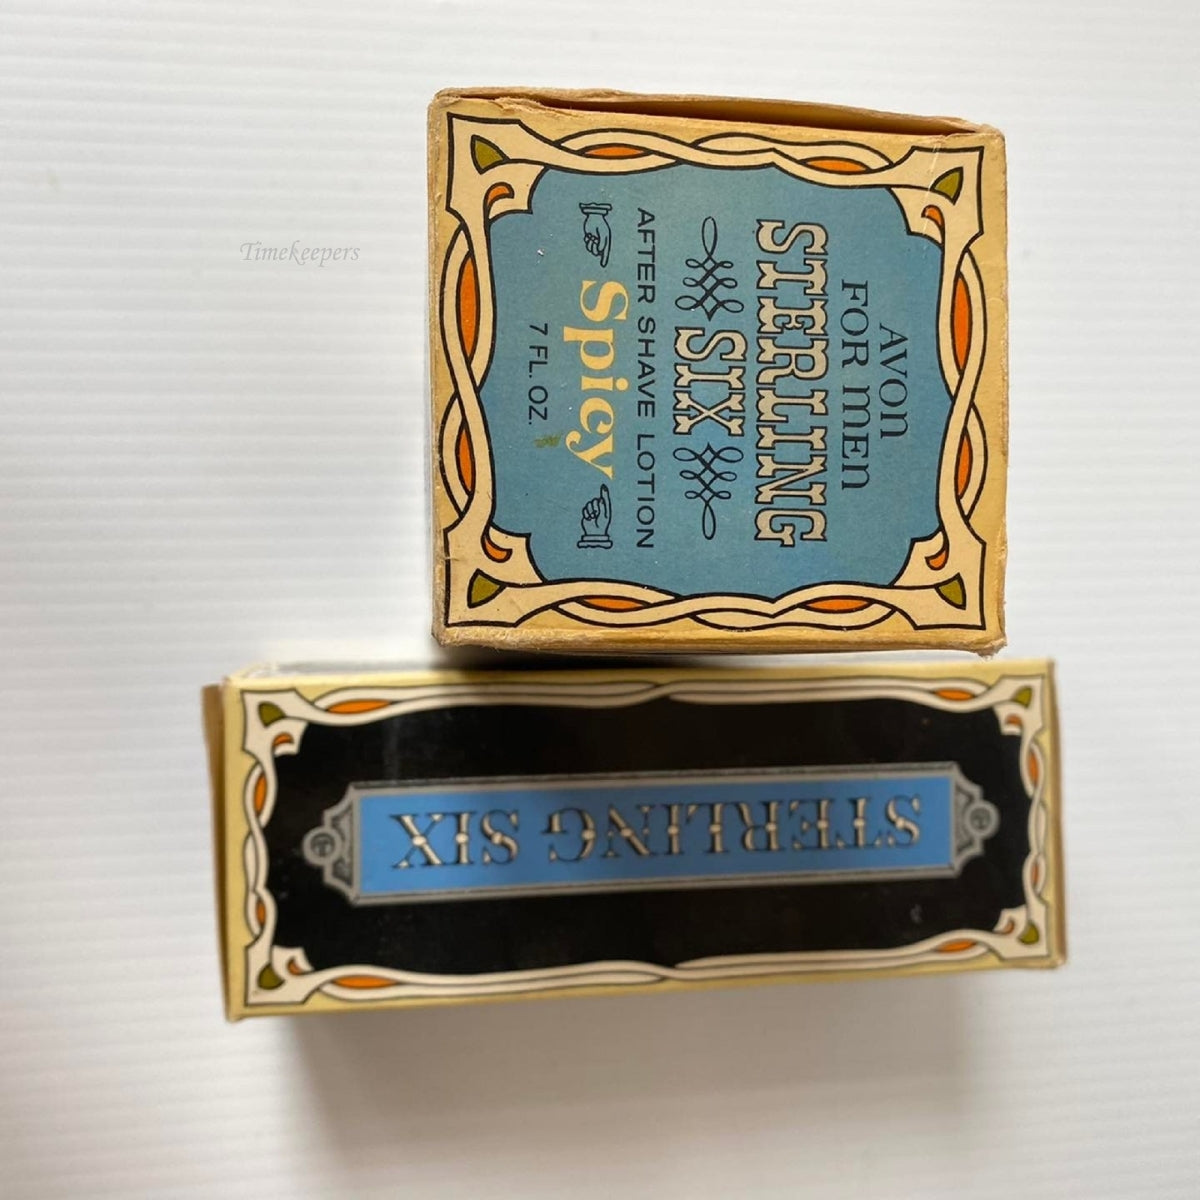 Timekeepers
AVON
FOR MEN
STERLING
SIX
AFTER SHAVE LOTION
Spicy
7 FL. OZ.
STERLING SIX